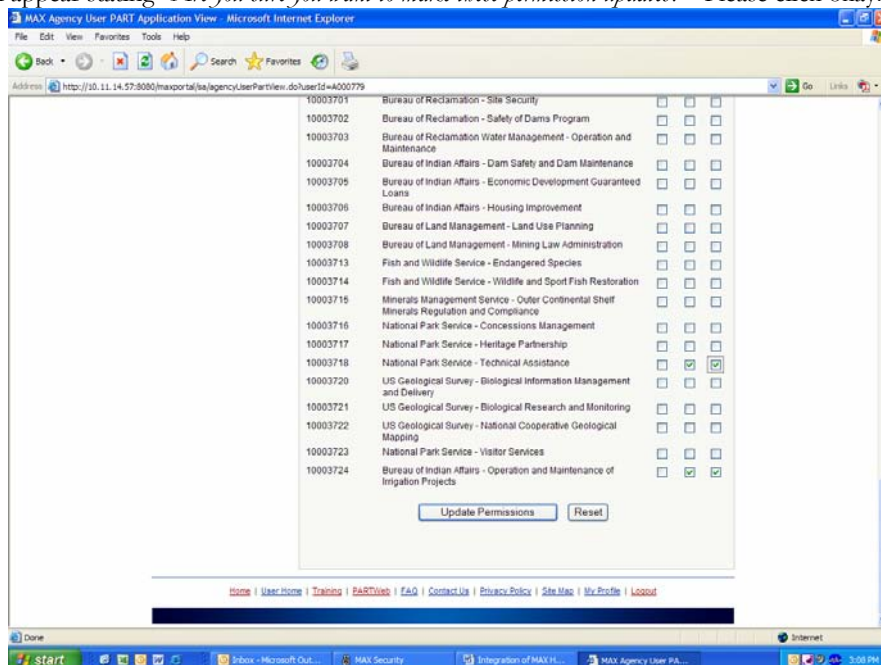 appear stating "Are you sure you want to make these permission updates?" Please click okay.
MAX Agency User PART Application View - Microsoft Internet Explorer
File Edit View Favorites Tools Help
Back Search Favorites
Address http://10.11.14.57:8080/maxportal/sa/agencyUserPartView.do?userId=A000779 Go Links
10003701 Bureau of Reclamation - Site Security
10003702 Bureau of Reclamation - Safety of Dams Program
10003703 Bureau of Reclamation Water Management - Operation and
Maintenance
10003704 Bureau of Indian Affairs - Dam Safety and Dam Maintenance
10003705 Bureau of Indian Affairs - Economic Development Guaranteed
Loans
10003706 Bureau of Indian Affairs - Housing Improvement
10003707 Bureau of Land Management - Land Use Planning
10003708 Bureau of Land Management - Mining Law Administration
10003713 Fish and Wildlife Service - Endangered Species
10003714 Fish and Wildlife Service - Wildlife and Sport Fish Restoration
10003715 Minerals Management Service - Outer Continental Shelf
Minerals Regulation and Compliance
10003716 National Park Service - Concessions Management
10003717 National Park Service - Heritage Partnership
10003718 National Park Service - Technical Assistance
10003720 US Geological Survey - Biological Information Management
and Delivery
10003721 US Geological Survey - Biological Research and Monitoring
10003722 US Geological Survey - National Cooperative Geological
Mapping
10003723 National Park Service - Visitor Services
10003724 Bureau of Indian Affairs - Operation and Maintenance of
Irrigation Projects
Update Permissions Reset
Home | User Home | Training | PARTWeb | FAQ | Contact Us | Privacy Policy | Site Map | My Profile | Logout
Done Internet
start Inbox - Microsoft Out... MAX Security Integration of MAX H... MAX Agency User PA... 3:08 PM